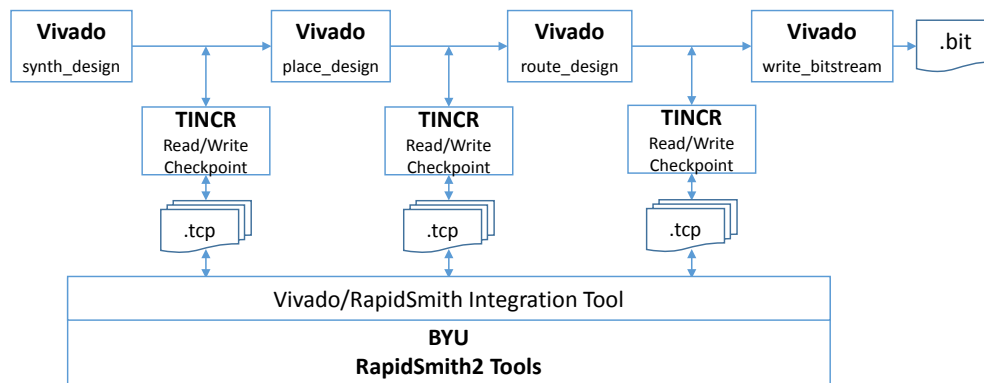 Vivado
synth_design
Vivado
place_design
Vivado
route_design
Vivado
write_bitstream
.bit
TINCR
Read/Write
Checkpoint
TINCR
Read/Write
Checkpoint
TINCR
Read/Write
Checkpoint
.tcp
.tcp
.tcp
Vivado/RapidSmith Integration Tool
BYU
RapidSmith2 Tools